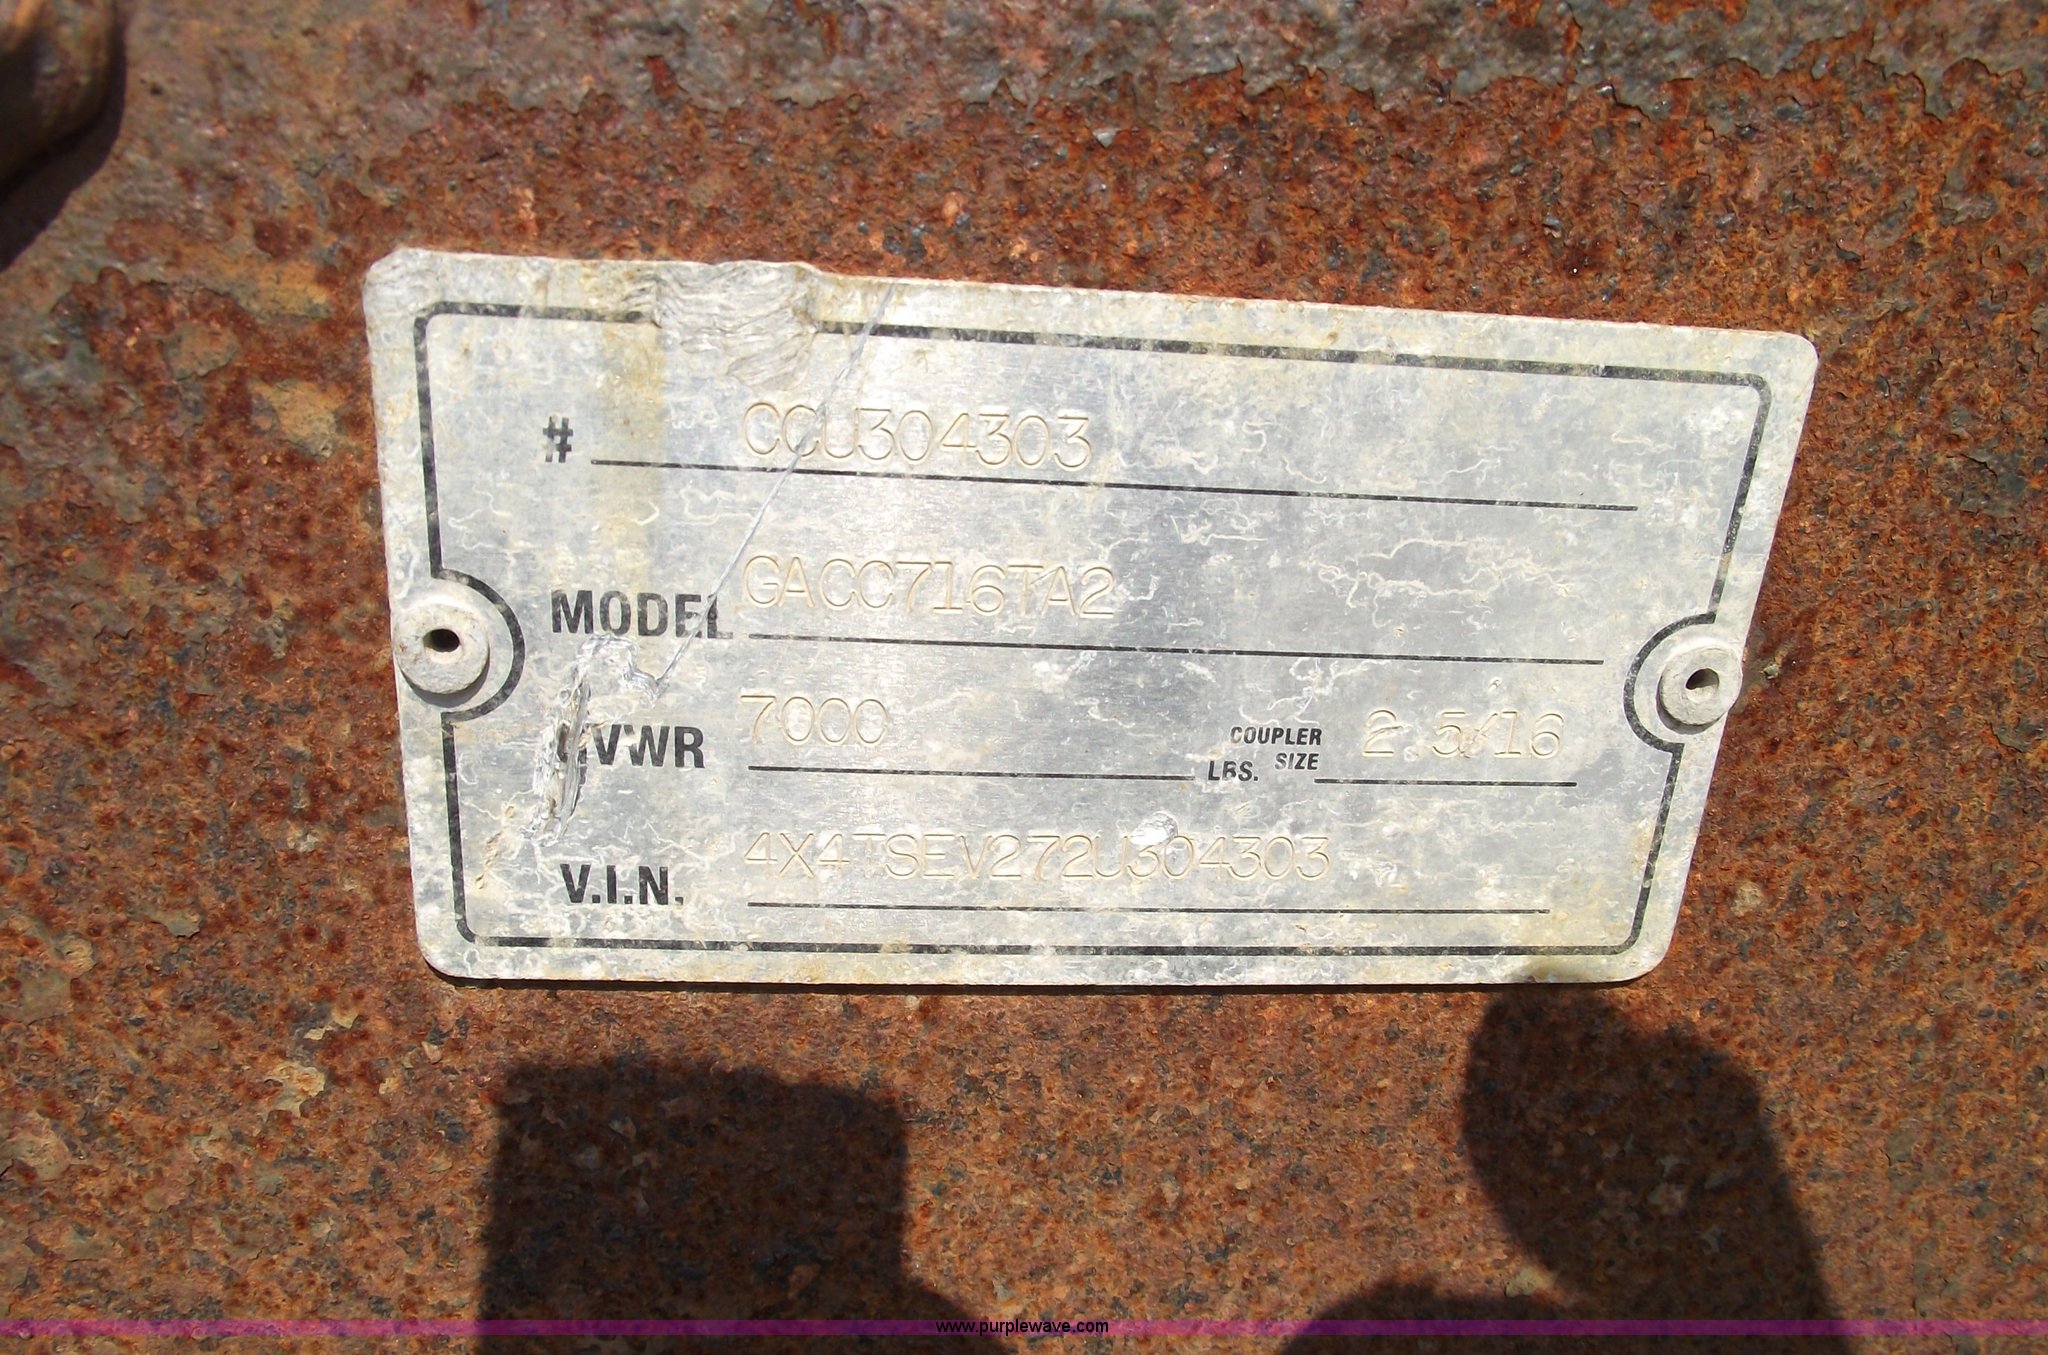 # CCU304303
MODEL GACC716TA2
GVWR 7000 LBS. COUPLER SIZE 2 5/16
V.I.N. 4X4TSEV272U304303
www.purplewave.com